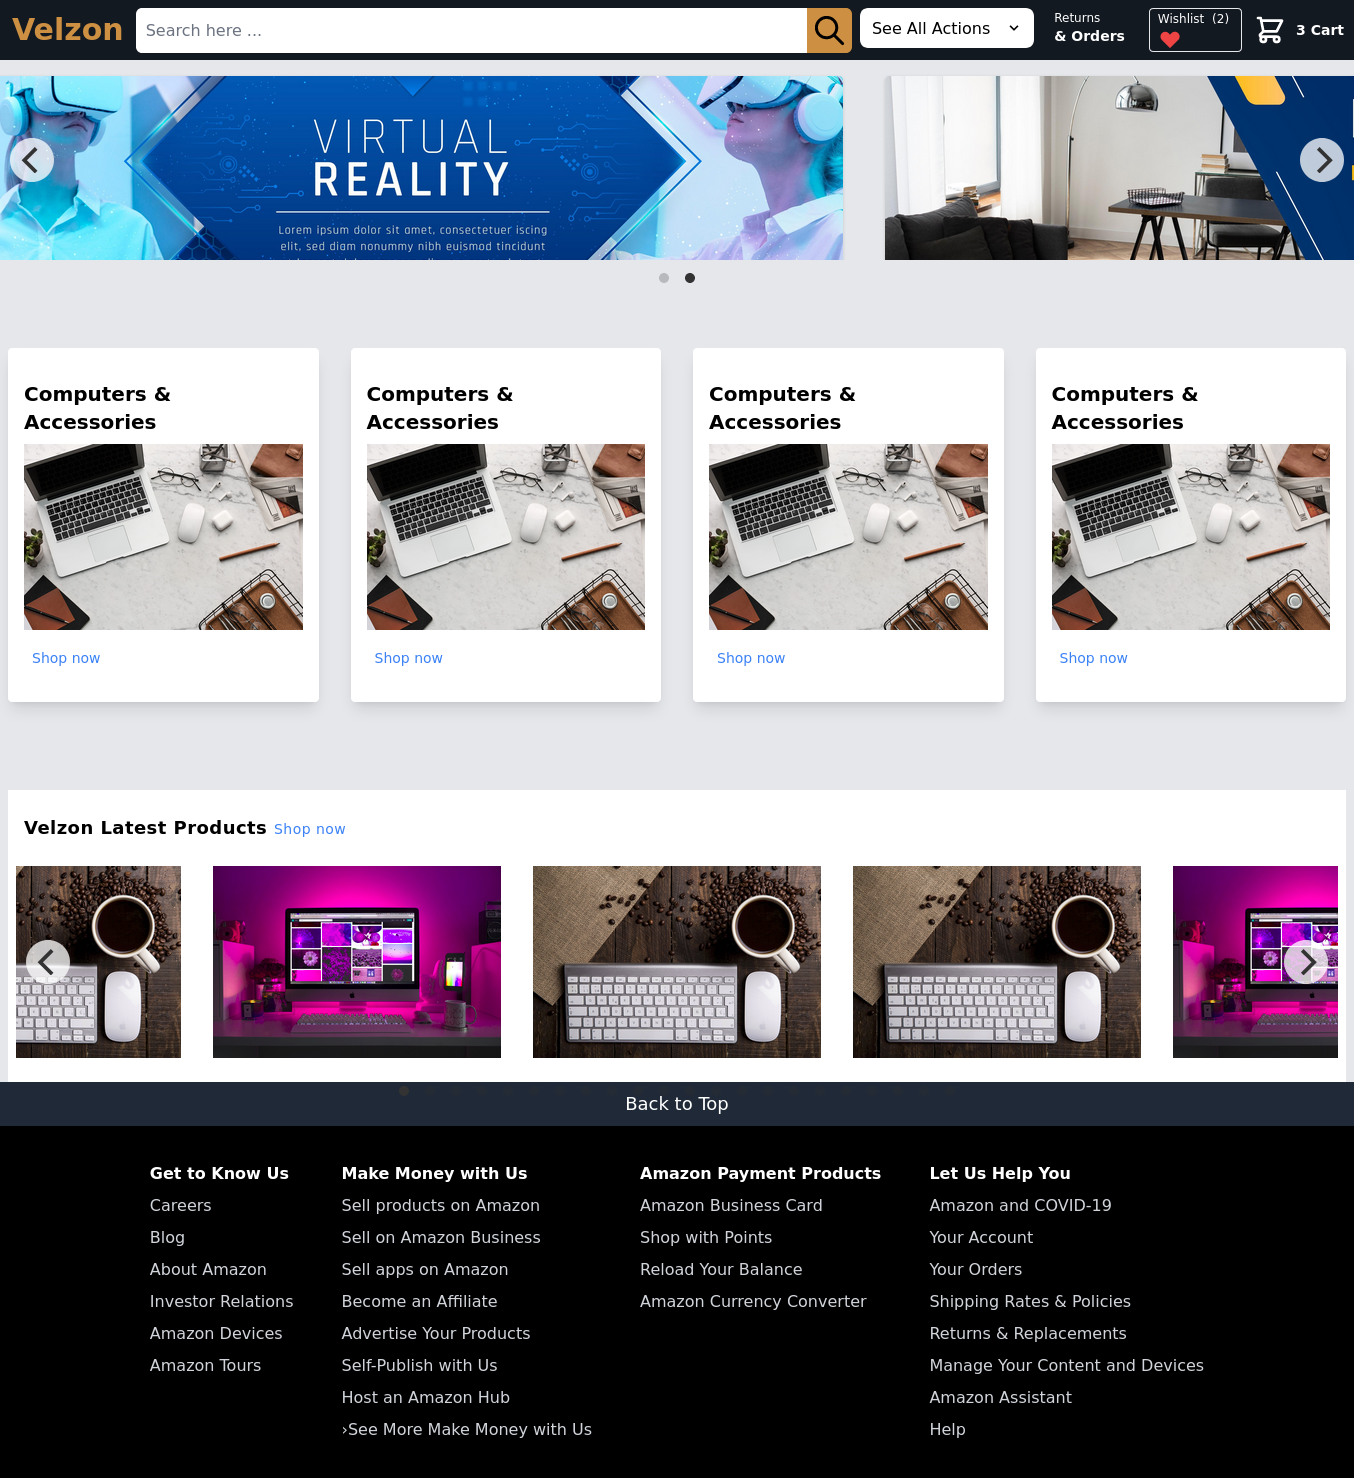 Velzon
Search here ...
See All Actions
Returns
& Orders
Wishlist (2)
3 Cart
VIRTUAL
REALITY
Lorem ipsum dolor sit amet, consectetuer iscing
elit, sed diam nonummy nibh euismod tincidunt
Computers &
Accessories
Shop now
Computers &
Accessories
Shop now
Computers &
Accessories
Shop now
Computers &
Accessories
Shop now
Velzon Latest Products Shop now
Back to Top
Get to Know Us
Careers
Blog
About Amazon
Investor Relations
Amazon Devices
Amazon Tours
Make Money with Us
Sell products on Amazon
Sell on Amazon Business
Sell apps on Amazon
Become an Affiliate
Advertise Your Products
Self-Publish with Us
Host an Amazon Hub
›See More Make Money with Us
Amazon Payment Products
Amazon Business Card
Shop with Points
Reload Your Balance
Amazon Currency Converter
Let Us Help You
Amazon and COVID-19
Your Account
Your Orders
Shipping Rates & Policies
Returns & Replacements
Manage Your Content and Devices
Amazon Assistant
Help